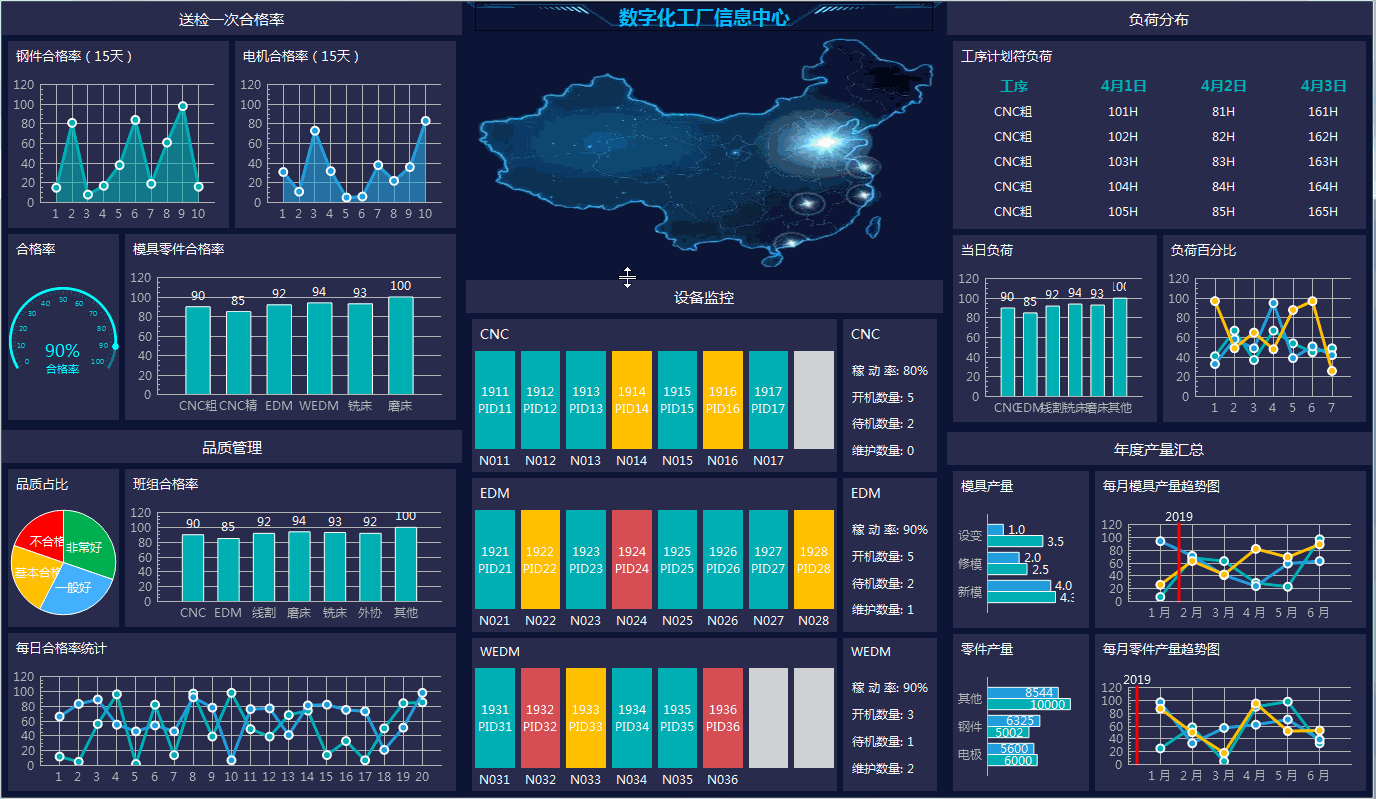 送检一次合格率
数字化工厂信息中心
负荷分布
钢件合格率（15天）
120
100
80
60
40
20
0
1 2 3 4 5 6 7 8 9 10
电机合格率（15天）
120
100
80
60
40
20
0
1 2 3 4 5 6 7 8 9 10
工序计划符负荷
工序 4月1日 4月2日 4月3日
CNC粗 101H 81H 161H
CNC粗 102H 82H 162H
CNC粗 103H 83H 163H
CNC粗 104H 84H 164H
CNC粗 105H 85H 165H
合格率
0 10 20 30 40 50 60 70 80 90 100
90%
合格率
模具零件合格率
120
100
80
60
40
20
0
90 85 92 94 93 100
CNC粗 CNC精 EDM WEDM 铣床 磨床
当日负荷
120
100
80
60
40
20
0
90 85 92 94 93 100
CNC EDM 线割 铣床 磨床 其他
负荷百分比
120
100
80
60
40
20
0
1 2 3 4 5 6 7
设备监控
CNC
1911 1912 1913 1914 1915 1916 1917
PID11 PID12 PID13 PID14 PID15 PID16 PID17
N011 N012 N013 N014 N015 N016 N017
CNC
稼 动 率: 80%
开机数量: 5
待机数量: 2
维护数量: 0
EDM
1921 1922 1923 1924 1925 1926 1927 1928
PID21 PID22 PID23 PID24 PID25 PID26 PID27 PID28
N021 N022 N023 N024 N025 N026 N027 N028
EDM
稼 动 率: 90%
开机数量: 5
待机数量: 2
维护数量: 1
WEDM
1931 1932 1933 1934 1935 1936
PID31 PID32 PID33 PID34 PID35 PID36
N031 N032 N033 N034 N035 N036
WEDM
稼 动 率: 90%
开机数量: 3
待机数量: 1
维护数量: 2
品质管理
品质占比
不合格
非常好
基本合格
一般好
班组合格率
120
100
80
60
40
20
0
90 85 92 94 93 92 100
CNC EDM 线割 磨床 铣床 外协 其他
每日合格率统计
120
100
80
60
40
20
0
1 2 3 4 5 6 7 8 9 10 11 12 13 14 15 16 17 18 19 20
年度产量汇总
模具产量
设变 1.0 3.5
修模 2.0 2.5
新模 4.0 4.3
每月模具产量趋势图
2019
120
100
80
60
40
20
0
1 月 2 月 3 月 4 月 5 月 6 月
零件产量
其他 8544 10000
钢件 6325 5002
电极 5600 6000
每月零件产量趋势图
2019
120
100
80
60
40
20
0
1 月 2 月 3 月 4 月 5 月 6 月